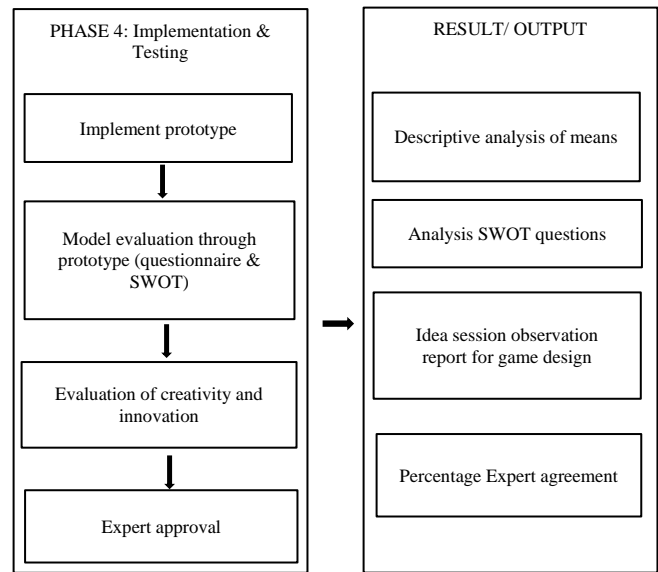 PHASE 4: Implementation &
Testing
Implement prototype
Model evaluation through
prototype (questionnaire &
SWOT)
Evaluation of creativity and
innovation
Expert approval
RESULT/ OUTPUT
Descriptive analysis of means
Analysis SWOT questions
Idea session observation
report for game design
Percentage Expert agreement